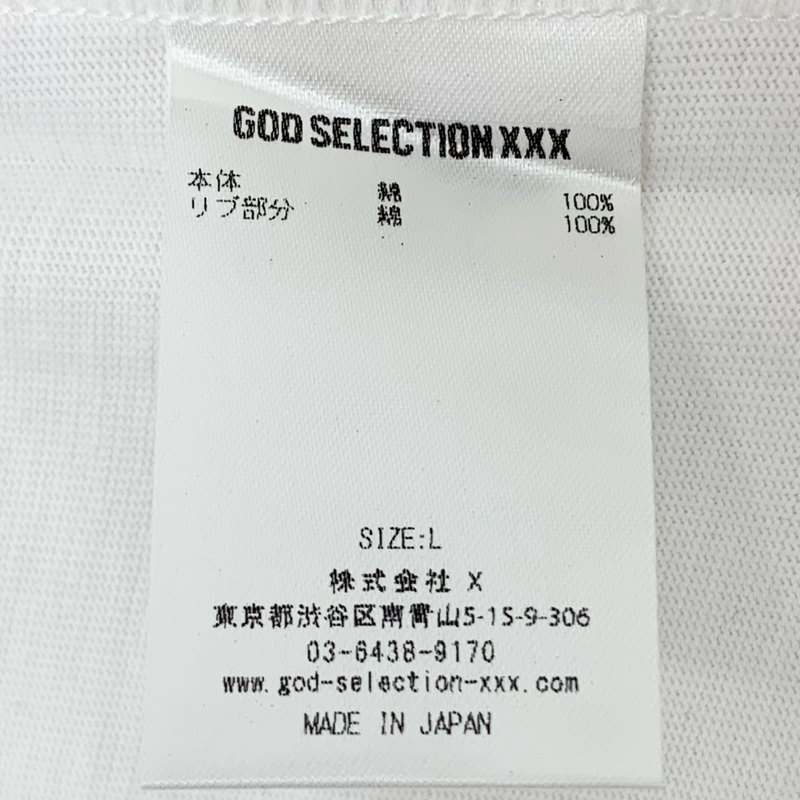 GOD SELECTION XXX
本体 綿 100%
リブ部分 綿 100%
SIZE:L
株式会社 X
東京都渋谷区南青山5-15-9-306
03-6438-9170
www.god-selection-xxx.com
MADE IN JAPAN